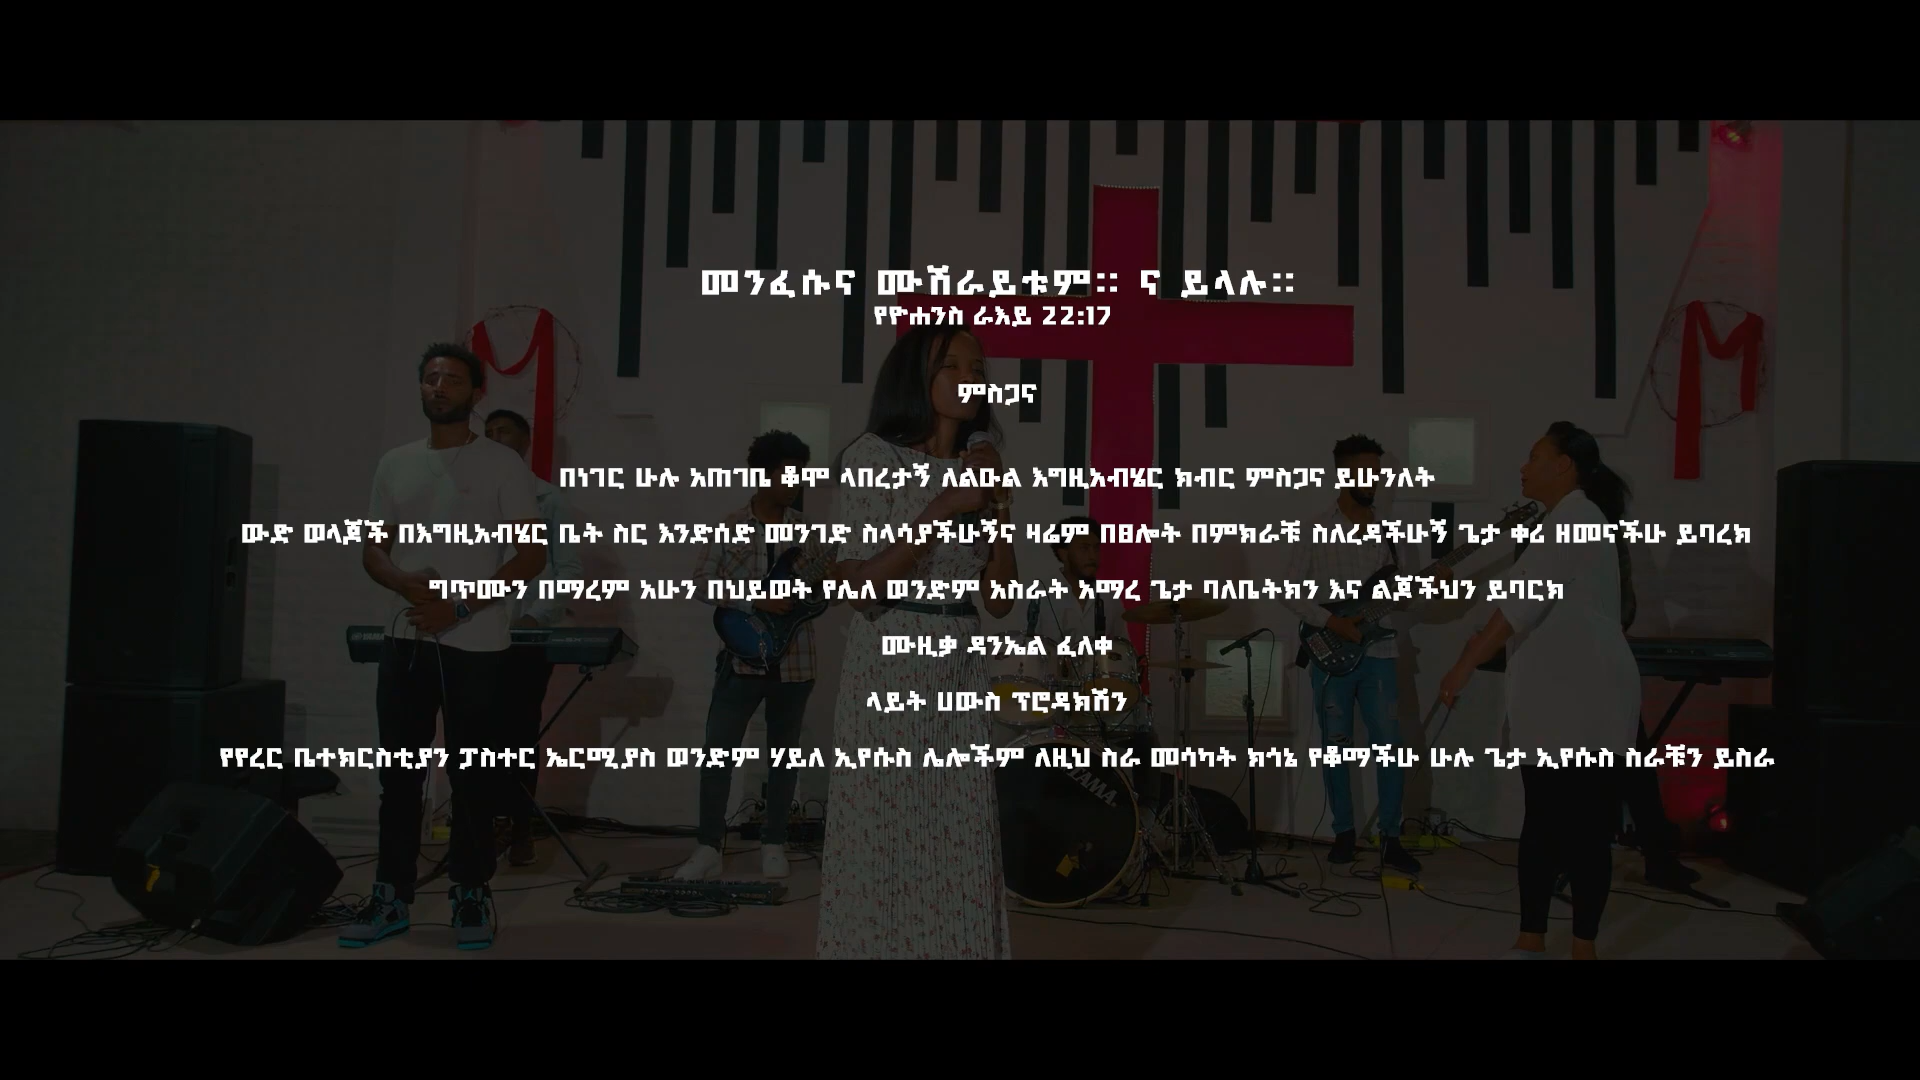 መንፈሱና ሙሽራይቱም:: ና ይላሉ::
የዮሐንስ ራእይ 22:17
ምስጋና
በነገር ሁሉ አጠገቤ ቆሞ ላበረታኝ ለልዑል እግዚአብሄር ክብር ምስጋና ይሁንለት
ውድ ወላጆች በእግዚአብሄር ቤት ስር እንድሰድ መንገድ ስላሳያችሁኝና ዛሬም በፀሎት በምክራቹ ስለረዳችሁኝ ጌታ ቀሪ ዘመናችሁ ይባረክ
ግጥሙን በማረም አሁን በህይወት የሌለ ወንድም አስራት አማረ ጌታ ባለቤትክን እና ልጆችህን ይባርክ
ሙዚቃ ዳንኤል ፈለቀ
ላይት ሀውስ ፕሮዳክሽን
የየረር ቤተክርስቲያን ፓስተር ኤርሚያስ ወንድም ሃይለ ኢየሱስ ሌሎችም ለዚህ ስራ መሳካት ክጎኔ የቆማችሁ ሁሉ ጌታ ኢየሱስ ስራቹን ይስራ
YAMA
TAMA